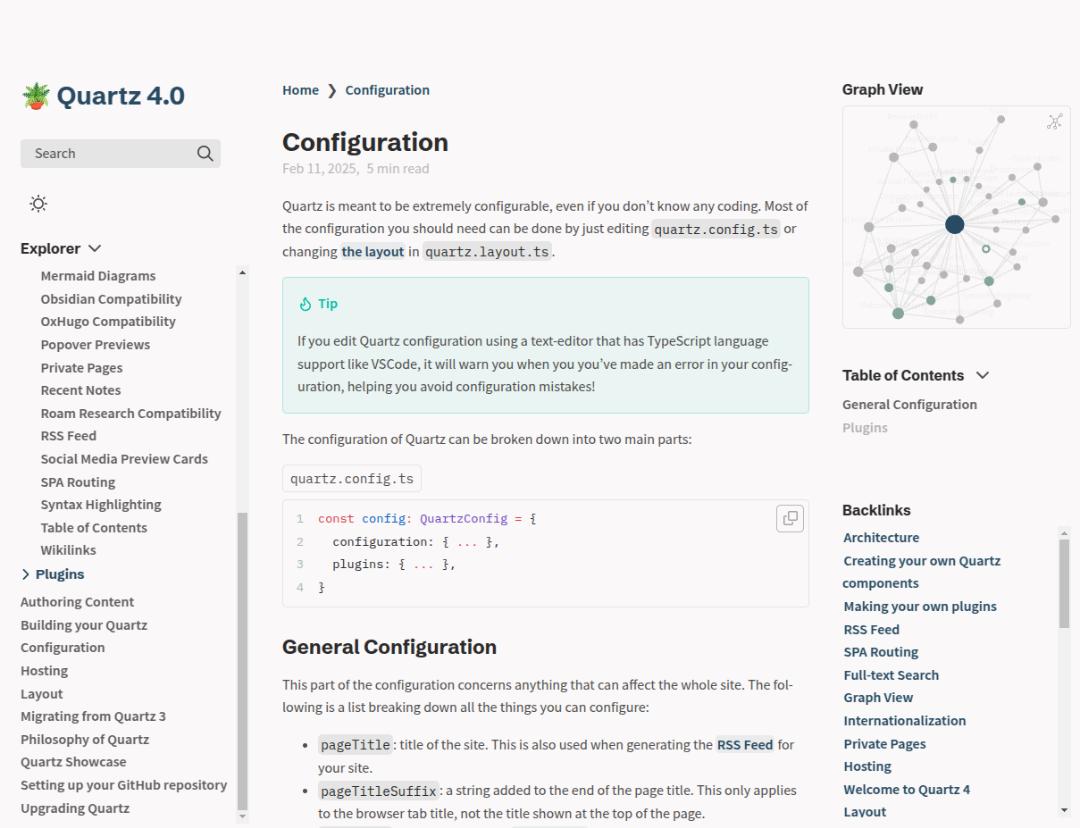 Quartz 4.0
Search
Explorer
Mermaid Diagrams
Obsidian Compatibility
OxHugo Compatibility
Popover Previews
Private Pages
Recent Notes
Roam Research Compatibility
RSS Feed
Social Media Preview Cards
SPA Routing
Syntax Highlighting
Table of Contents
Wikilinks
Plugins
Authoring Content
Building your Quartz
Configuration
Hosting
Layout
Migrating from Quartz 3
Philosophy of Quartz
Quartz Showcase
Setting up your GitHub repository
Upgrading Quartz
Home ❯ Configuration
Configuration
Feb 11, 2025, 5 min read
Quartz is meant to be extremely configurable, even if you don’t know any coding. Most of
the configuration you should need can be done by just editing quartz.config.ts or
changing the layout in quartz.layout.ts.
Tip
If you edit Quartz configuration using a text-editor that has TypeScript language
support like VSCode, it will warn you when you you’ve made an error in your config-
uration, helping you avoid configuration mistakes!
The configuration of Quartz can be broken down into two main parts:
quartz.config.ts
1 const config: QuartzConfig = {
2 configuration: { ... },
3 plugins: { ... },
4 }
General Configuration
This part of the configuration concerns anything that can affect the whole site. The fol-
lowing is a list breaking down all the things you can configure:
• pageTitle: title of the site. This is also used when generating the RSS Feed for
your site.
• pageTitleSuffix: a string added to the end of the page title. This only applies
to the browser tab title, not the title shown at the top of the page.
Graph View
Table of Contents
General Configuration
Plugins
Backlinks
Architecture
Creating your own Quartz
components
Making your own plugins
RSS Feed
SPA Routing
Full-text Search
Graph View
Internationalization
Private Pages
Hosting
Welcome to Quartz 4
Layout